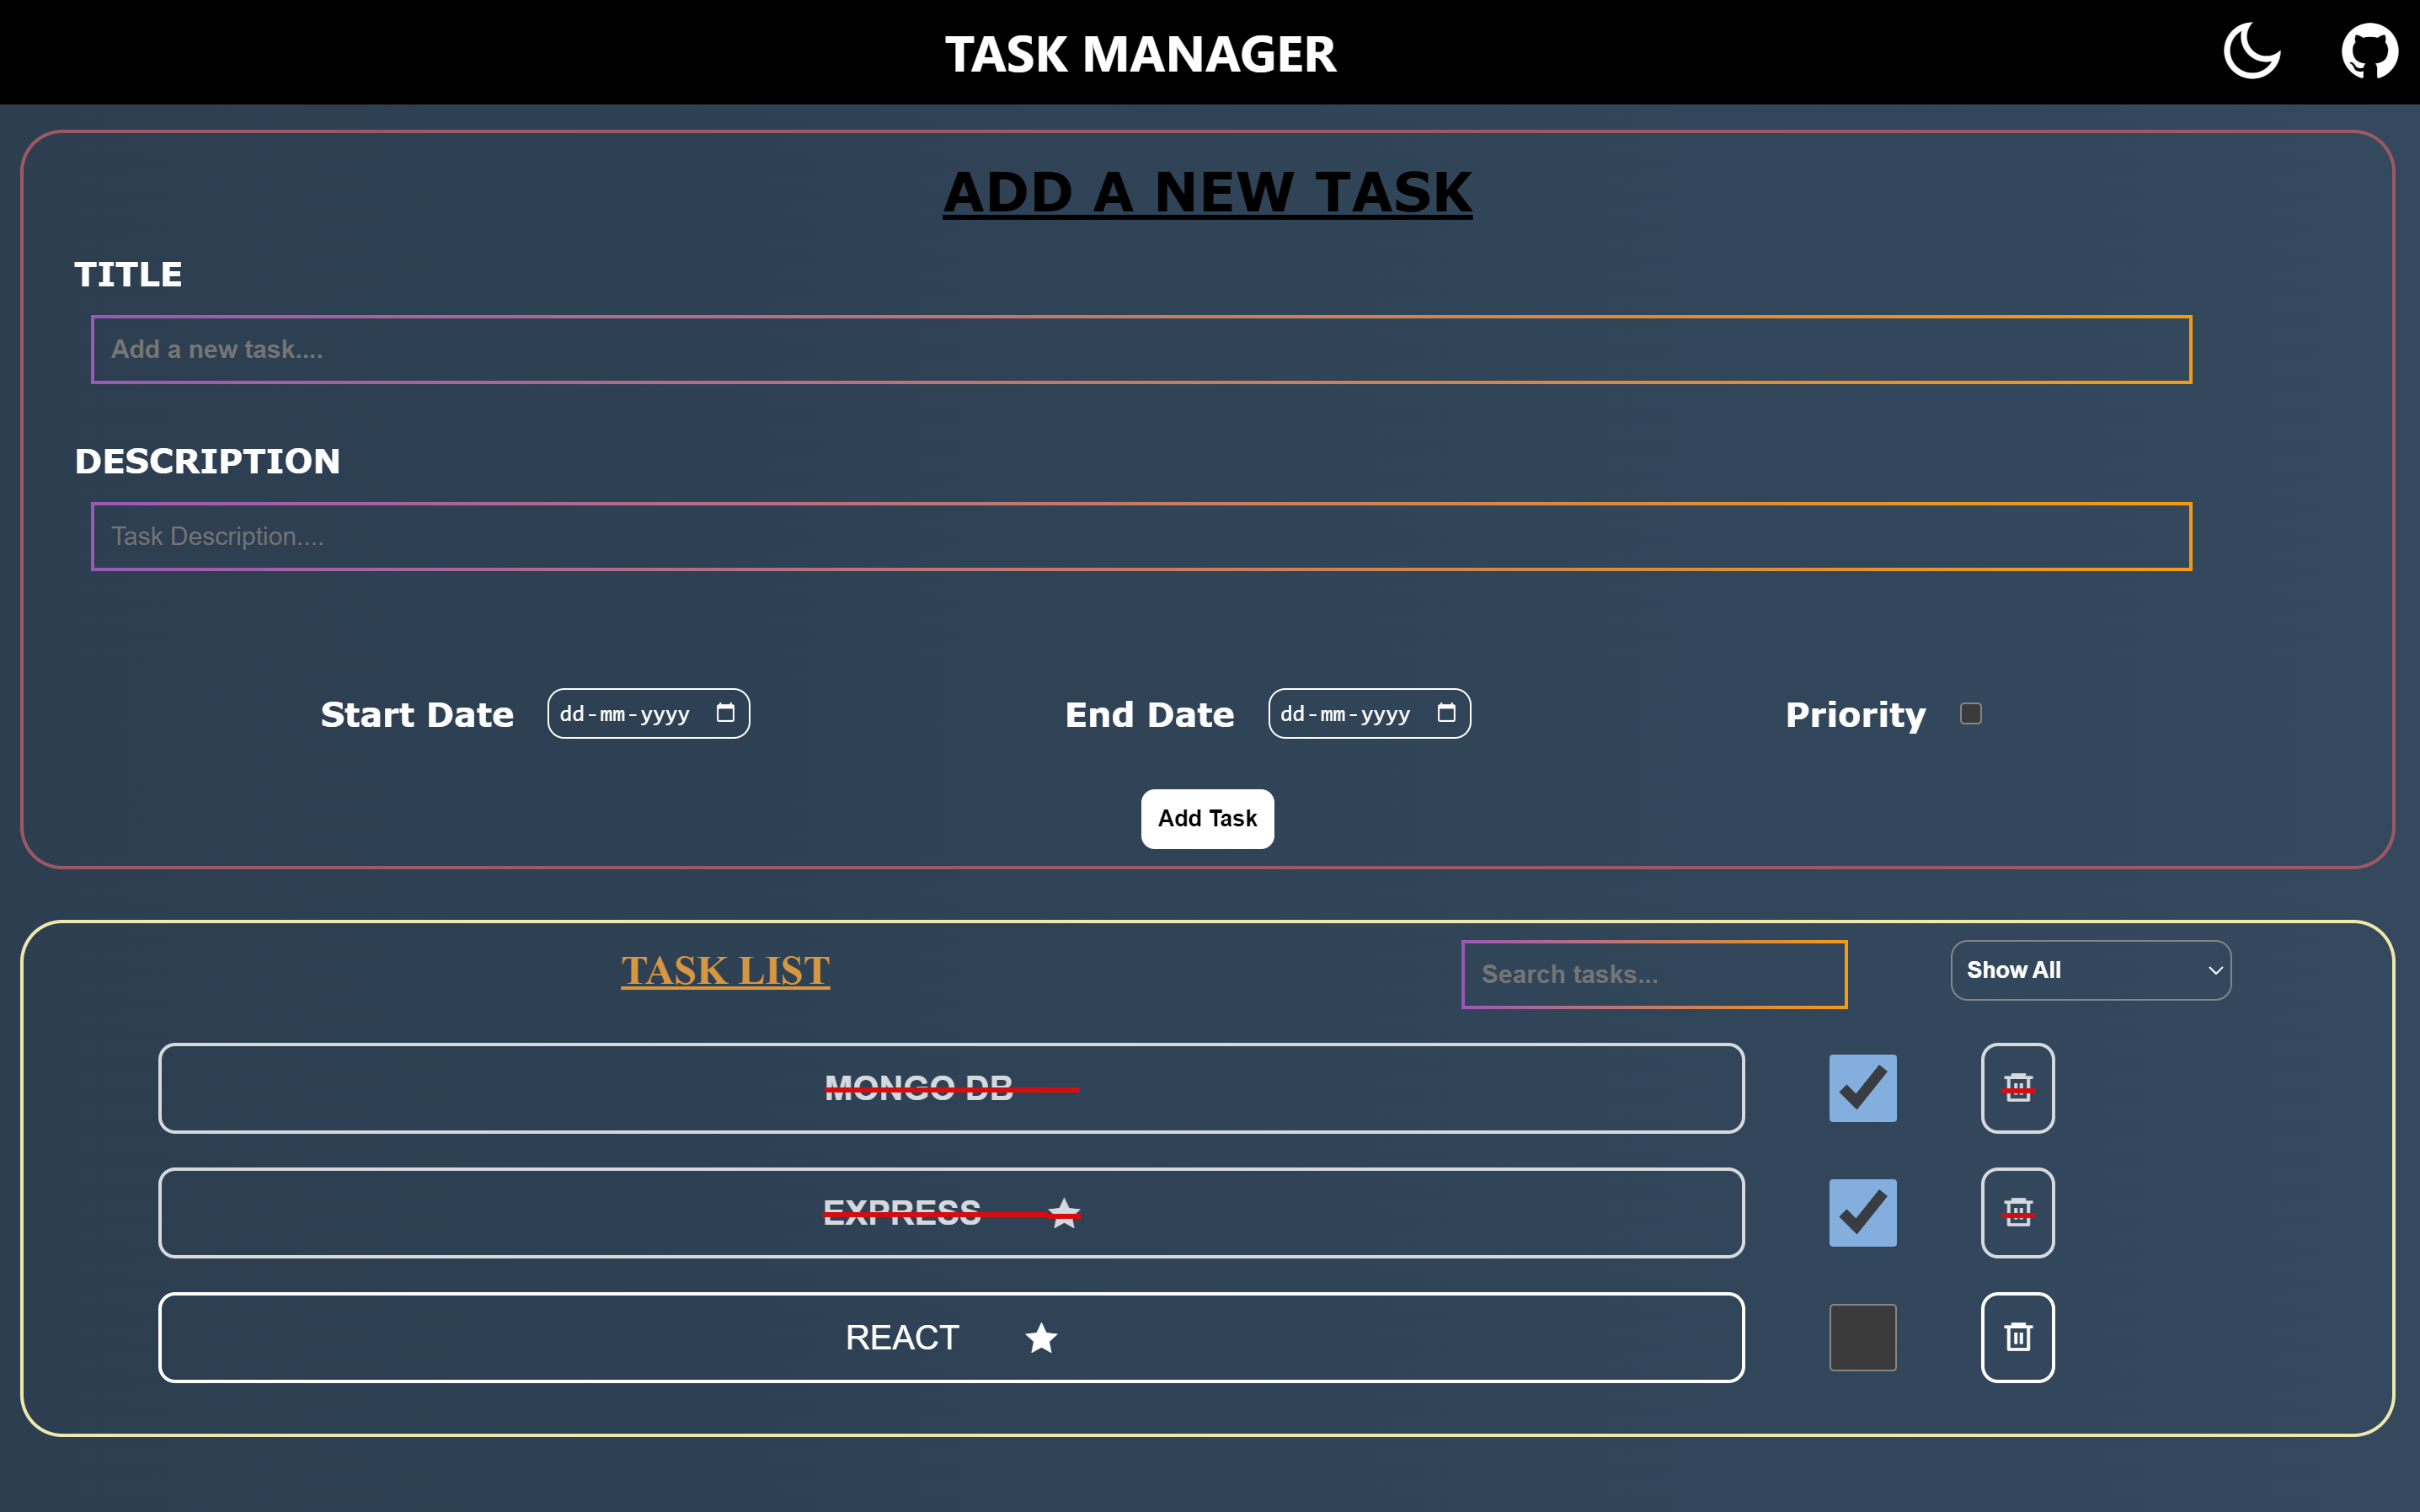 TASK MANAGER
ADD A NEW TASK
TITLE
Add a new task....
DESCRIPTION
Task Description....
Start Date dd-mm-yyyy End Date dd-mm-yyyy Priority
Add Task
TASK LIST Search tasks... Show All
MONGO DB
EXPRESS
REACT